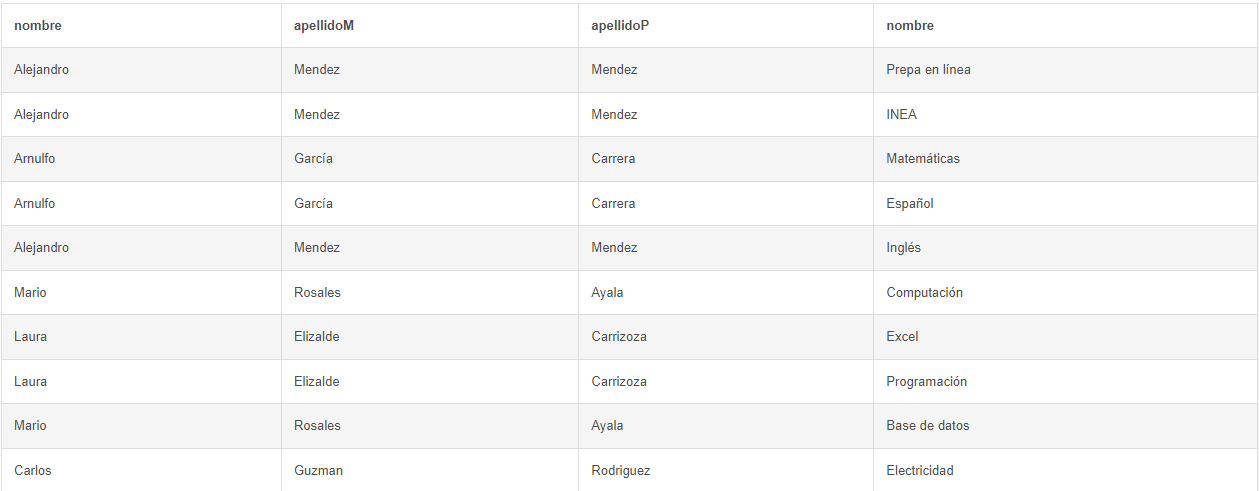 nombre apellidoM apellidoP nombre
Alejandro Mendez Mendez Prepa en línea
Alejandro Mendez Mendez INEA
Arnulfo García Carrera Matemáticas
Arnulfo García Carrera Español
Alejandro Mendez Mendez Inglés
Mario Rosales Ayala Computación
Laura Elizalde Carrizoza Excel
Laura Elizalde Carrizoza Programación
Mario Rosales Ayala Base de datos
Carlos Guzman Rodriguez Electricidad